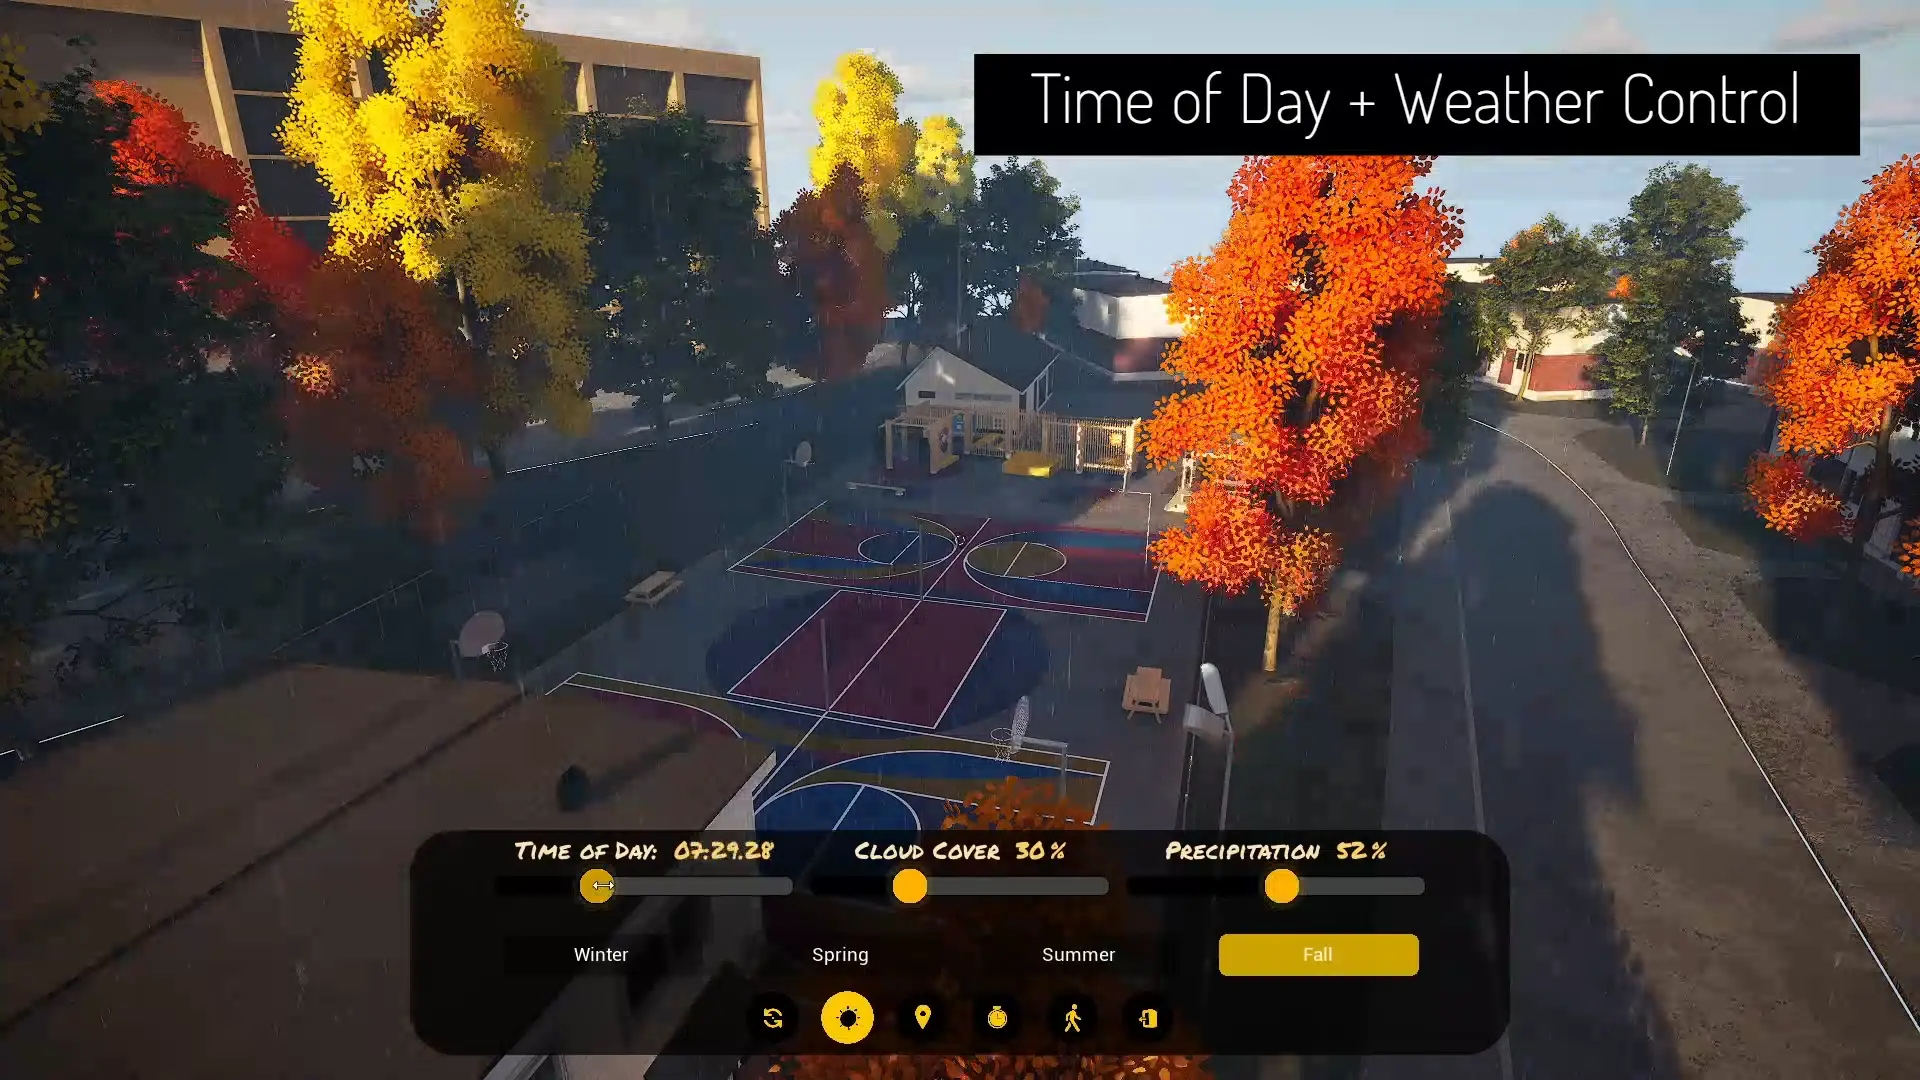 Time of Day + Weather Control
Time of Day: 07:29:28
Cloud Cover 30 %
Precipitation 52 %
Winter
Spring
Summer
Fall